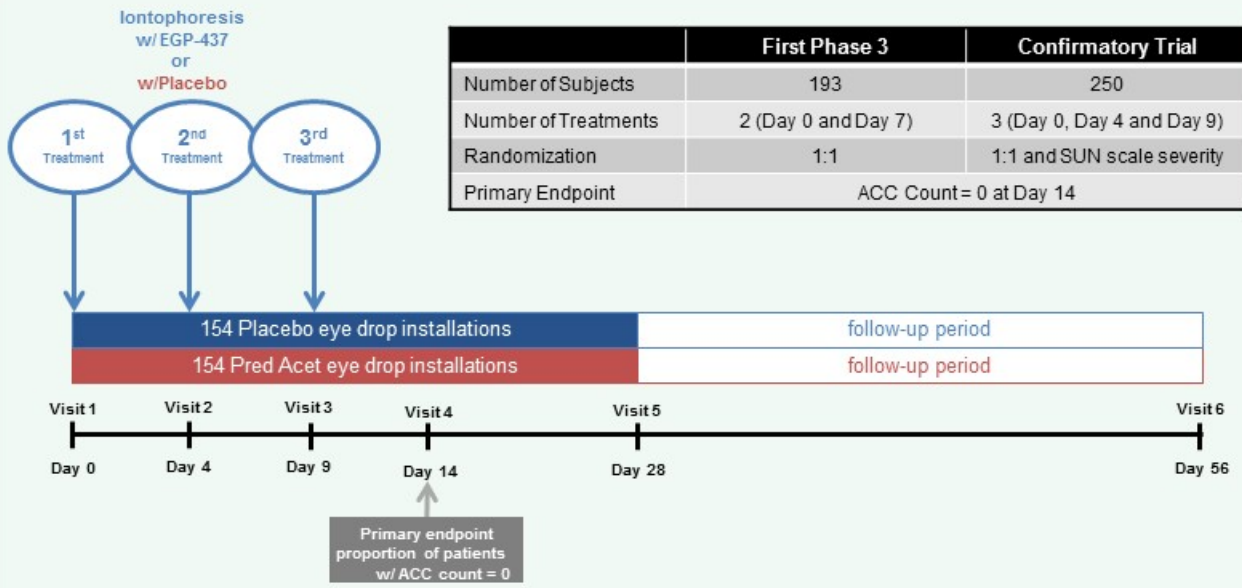 Iontophoresis
w/ EGP-437
or
w/Placebo
1st
Treatment
2nd
Treatment
3rd
Treatment
First Phase 3 Confirmatory Trial
Number of Subjects 193 250
Number of Treatments 2 (Day 0 and Day 7) 3 (Day 0, Day 4 and Day 9)
Randomization 1:1 1:1 and SUN scale severity
Primary Endpoint ACC Count = 0 at Day 14
154 Placebo eye drop installations follow-up period
154 Pred Acet eye drop installations follow-up period
Visit 1 Visit 2 Visit 3 Visit 4 Visit 5 Visit 6
Day 0 Day 4 Day 9 Day 14 Day 28 Day 56
Primary endpoint
proportion of patients
w/ ACC count = 0